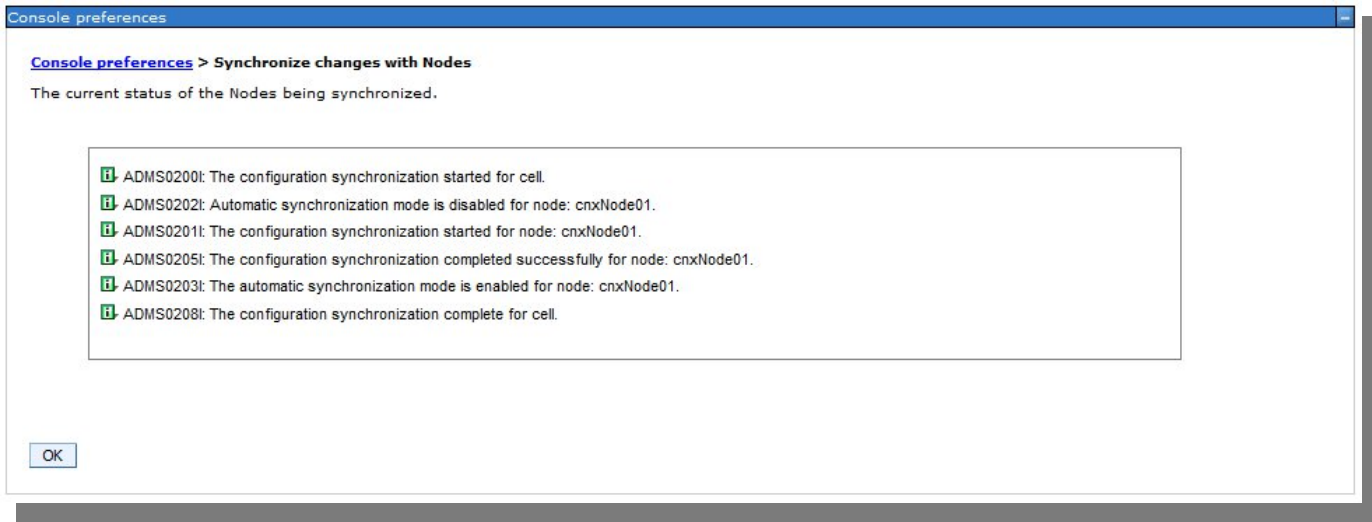 Console preferences
Console preferences > Synchronize changes with Nodes
The current status of the Nodes being synchronized.
ADMS0200I: The configuration synchronization started for cell.
ADMS0202I: Automatic synchronization mode is disabled for node: cnxNode01.
ADMS0201I: The configuration synchronization started for node: cnxNode01.
ADMS0205I: The configuration synchronization completed successfully for node: cnxNode01.
ADMS0203I: The automatic synchronization mode is enabled for node: cnxNode01.
ADMS0208I: The configuration synchronization complete for cell.
OK